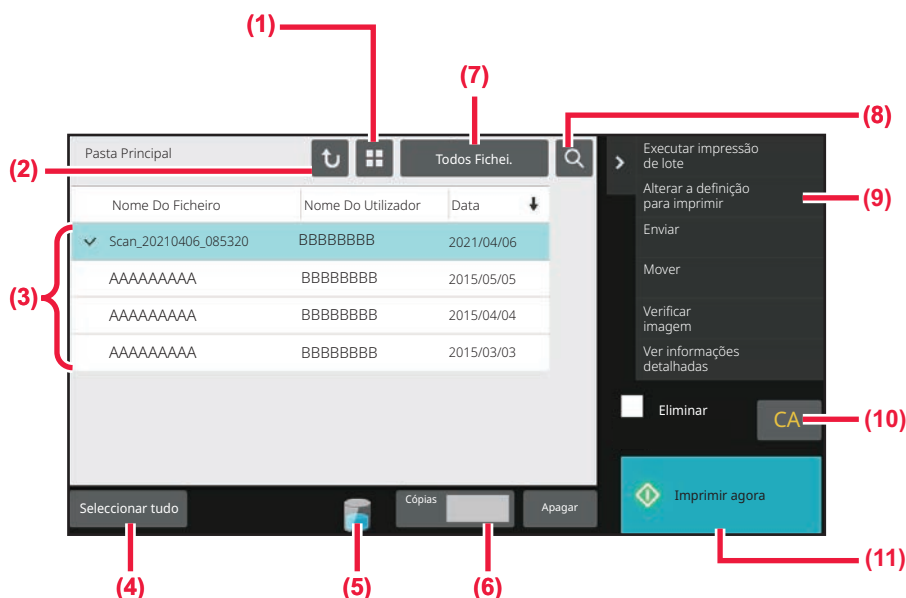 (1)
(7)
(8)
(2)
Pasta Principal
Todos Fichei.
Executar impressão
de lote
Alterar a definição
para imprimir
(9)
Nome Do Ficheiro Nome Do Utilizador Data
Enviar
(3)
Scan_20210406_085320 BBBBBBBB 2021/04/06
AAAAAAAAA BBBBBBBB 2015/05/05
AAAAAAAAA BBBBBBBB 2015/04/04
AAAAAAAAA BBBBBBBB 2015/03/03
Mover
Verificar
imagem
Ver informações
detalhadas
Eliminar
CA
(10)
Seleccionar tudo
Cópias
Apagar
Imprimir agora
(4)
(5)
(6)
(11)